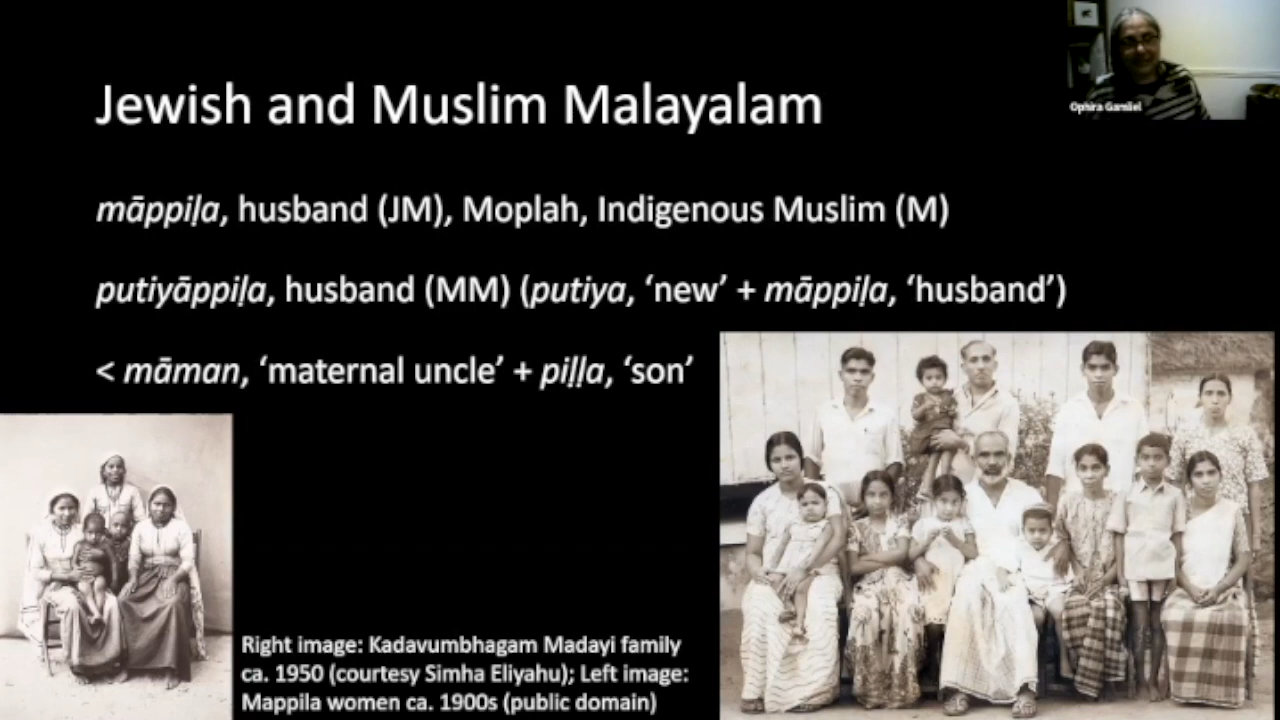 Jewish and Muslim Malayalam
Ophira Gamliel
māppiḷa, husband (JM), Moplah, Indigenous Muslim (M)
putiyāppiḷa, husband (MM) (putiya, ‘new’ + māppiḷa, ‘husband’)
< māman, ‘maternal uncle’ + piḷḷa, ‘son’
Right image: Kadavumbhagam Madayi family
ca. 1950 (courtesy Simha Eliyahu); Left image:
Mappila women ca. 1900s (public domain)